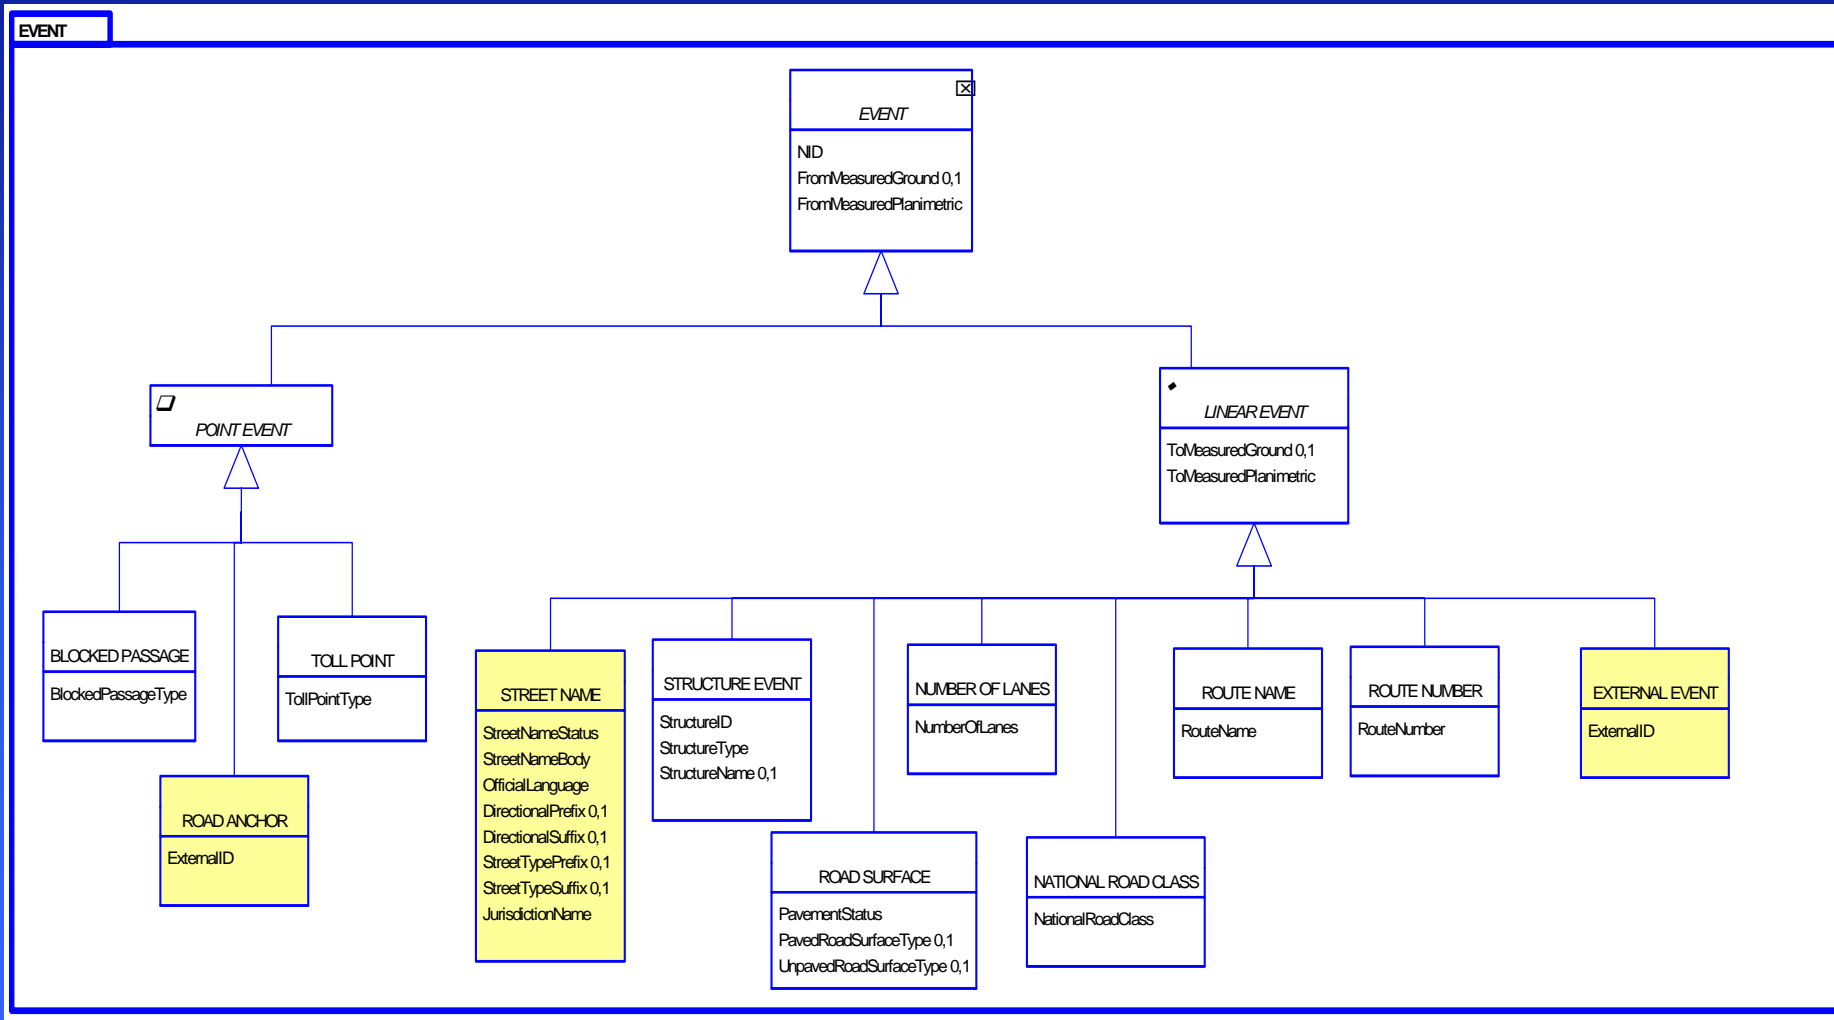 EVENT
EVENT
NID
FromMeasuredGround 0,1
FromMeasuredPlanimetric
POINT EVENT
LINEAR EVENT
ToMeasuredGround 0,1
ToMeasuredPlanimetric
BLOCKED PASSAGE
BlockedPassageType
TOLL POINT
TollPointType
ROAD ANCHOR
ExternalID
STREET NAME
StreetNameStatus
StreetNameBody
OfficialLanguage
DirectionalPrefix 0,1
DirectionalSuffix 0,1
StreetTypePrefix 0,1
StreetTypeSuffix 0,1
JurisdictionName
STRUCTURE EVENT
StructureID
StructureType
StructureName 0,1
ROAD SURFACE
PavementStatus
PavedRoadSurfaceType 0,1
UnpavedRoadSurfaceType 0,1
NUMBER OF LANES
NumberOfLanes
NATIONAL ROAD CLASS
NationalRoadClass
ROUTE NAME
RouteName
ROUTE NUMBER
RouteNumber
EXTERNAL EVENT
ExternalID